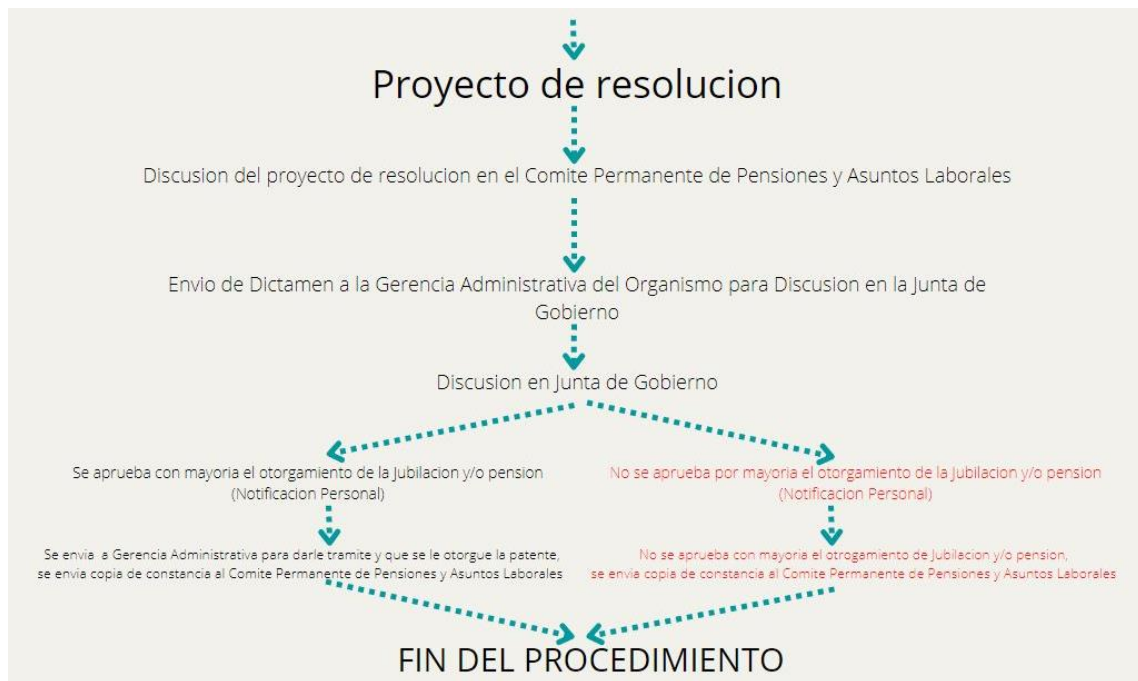 Proyecto de resolucion
Discusion del proyecto de resolucion en el Comite Permanente de Pensiones y Asuntos Laborales
Envio de Dictamen a la Gerencia Administrativa del Organismo para Discusion en la Junta de
Gobierno
Discusion en Junta de Gobierno
Se aprueba con mayoria el otorgamiento de la Jubilacion y/o pension
(Notificacion Personal)
No se aprueba por mayoria el otorgamiento de la Jubilacion y/o pension
(Notificacion Personal)
Se envia a Gerencia Administrativa para darle tramite y que se le otorgue la patente,
se envia copia de constancia al Comite Permanente de Pensiones y Asuntos Laborales
No se aprueba con mayoria el otrogamiento de Jubilacion y/o pension,
se envia copia de constancia al Comite Permanente de Pensiones y Asuntos Laborales
FIN DEL PROCEDIMIENTO